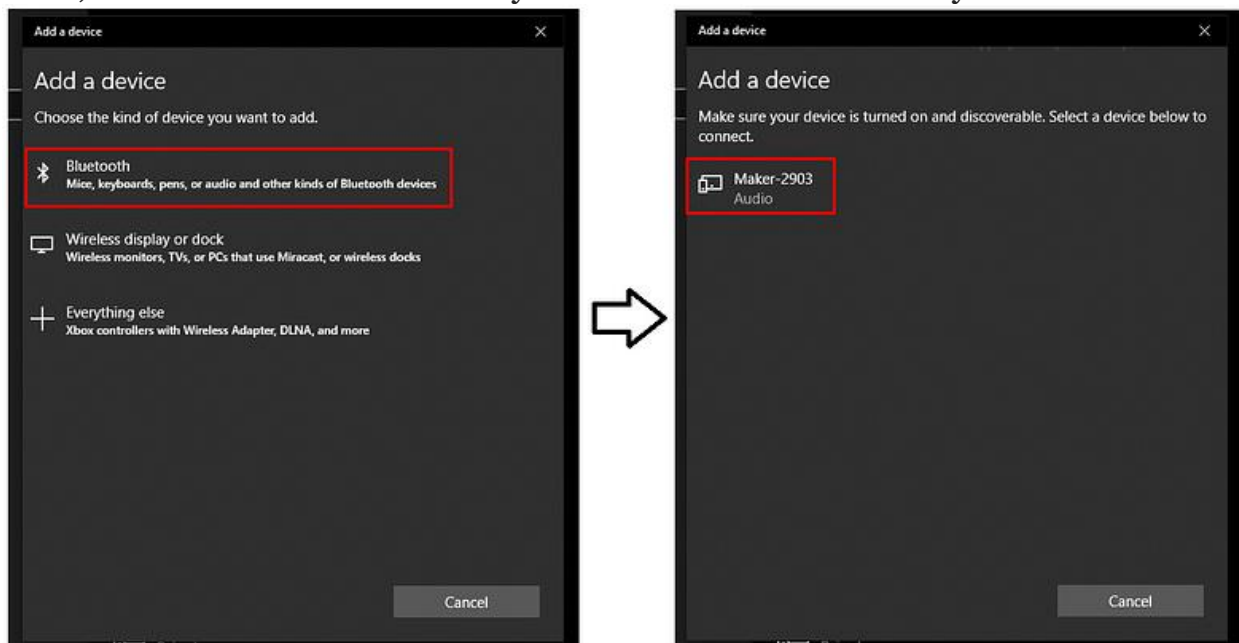 Add a device
Add a device
Choose the kind of device you want to add.
Bluetooth
Mice, keyboards, pens, or audio and other kinds of Bluetooth devices
Wireless display or dock
Wireless monitors, TVs, or PCs that use Miracast, or wireless docks
Everything else
Xbox controllers with Wireless Adapter, DLNA, and more
Cancel
Add a device
Add a device
Make sure your device is turned on and discoverable. Select a device below to
connect.
Maker-2903
Audio
Cancel